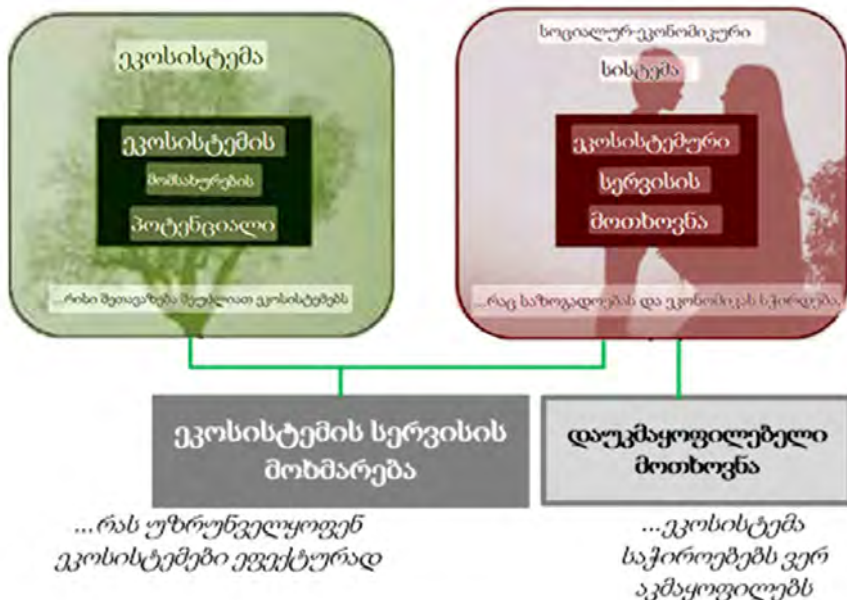 ეკოსისტემა
ეკოსისტემის
მომსახურების
პოტენციალი
...რისი შეთავაზება შეუძლიათ ეკოსისტემებს
სოციალურ-ეკონომიკური
სისტემა
ეკოსისტემური
სერვისის
მოთხოვნა
...რაც საზოგადოებას და ეკონომიკას სჭირდება.
ეკოსისტემის სერვისის
მოხმარება
...რას უზრუნველყოფენ
ეკოსისტემები ეფექტურად
დაუკმაყოფილებელი
მოთხოვნა
...ეკოსისტემა
საჭიროებებს ვერ
აკმაყოფილებს